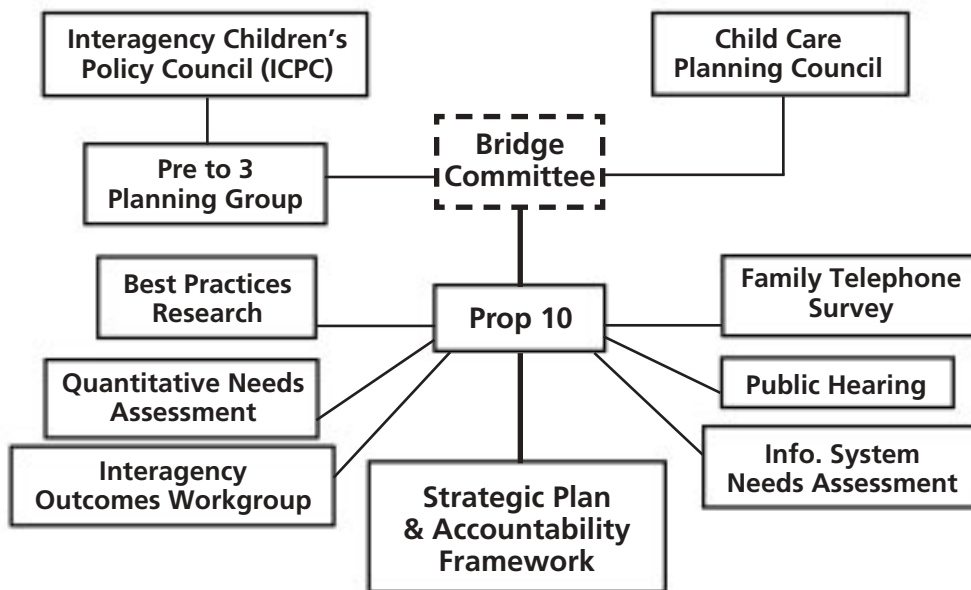 Interagency Children's
Policy Council (ICPC)
Child Care
Planning Council
Bridge
Committee
Pre to 3
Planning Group
Best Practices
Research
Prop 10
Family Telephone
Survey
Quantitative Needs
Assessment
Public Hearing
Interagency
Outcomes Workgroup
Info. System
Needs Assessment
Strategic Plan
& Accountability
Framework